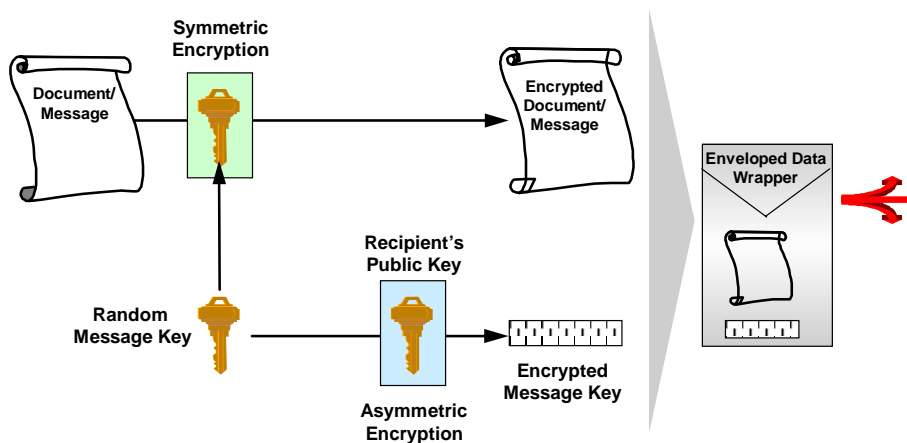 Symmetric
Encryption
Document/
Message
Encrypted
Document/
Message
Enveloped Data
Wrapper
Recipient's
Public Key
Random
Message Key
Encrypted
Message Key
Asymmetric
Encryption